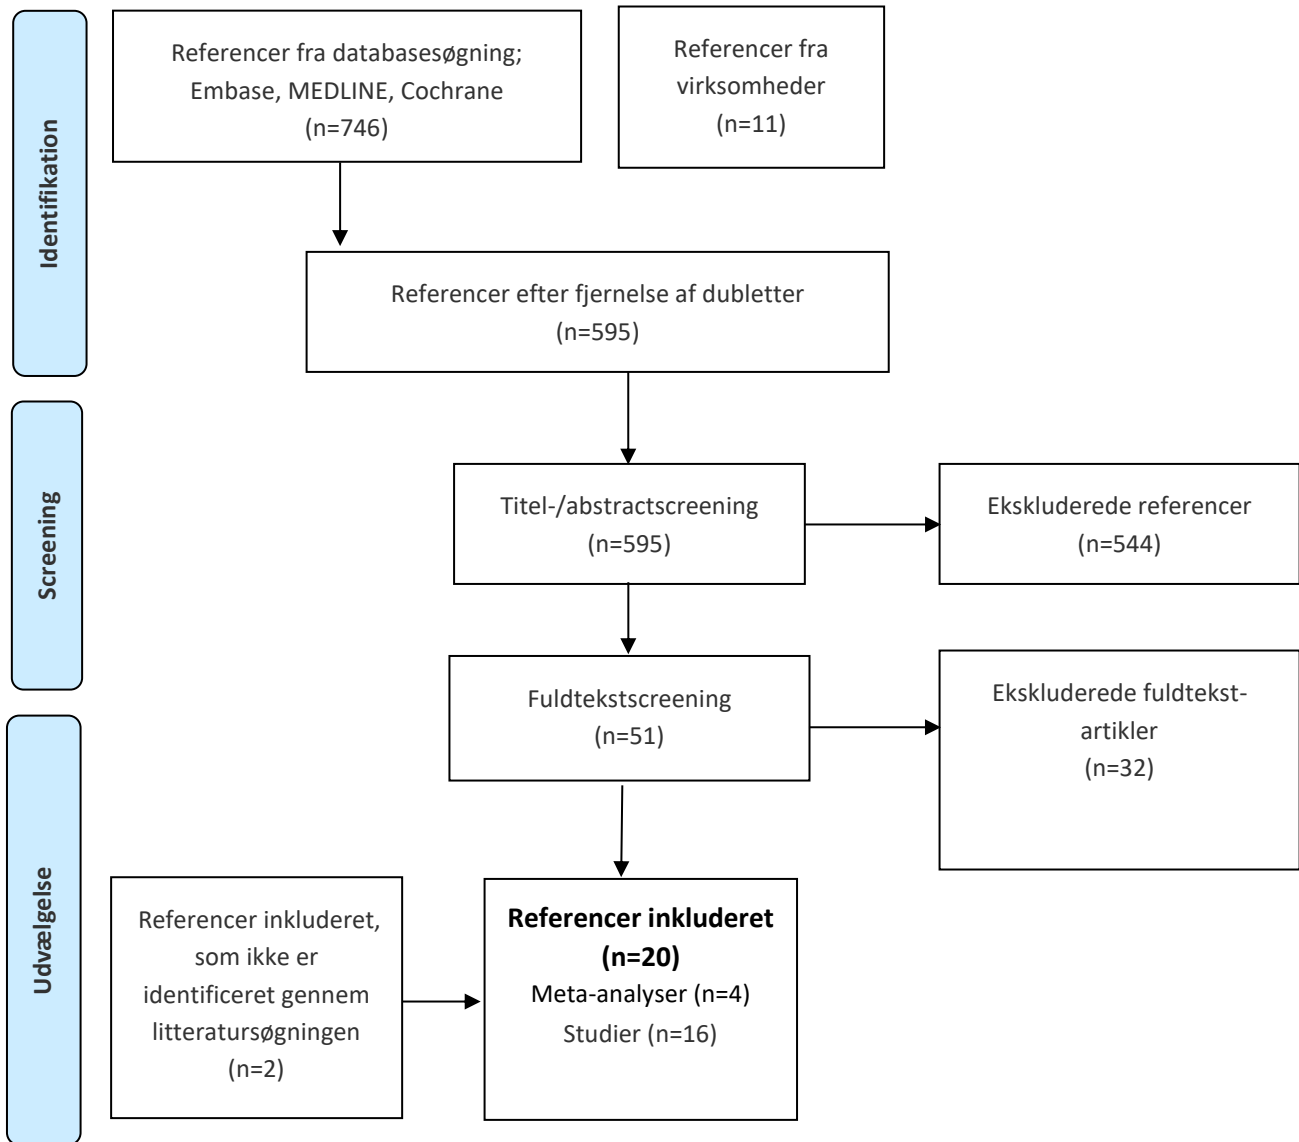 Identifikation
Referencer fra databasesøgning;
Embase, MEDLINE, Cochrane
(n=746)
Referencer fra
virksomheder
(n=11)
Referencer efter fjernelse af dubletter
(n=595)
Screening
Titel-/abstractscreening
(n=595)
Ekskluderede referencer
(n=544)
Fuldtekstscreening
(n=51)
Ekskluderede fuldtekst-
artikler
(n=32)
Udvælgelse
Referencer inkluderet,
som ikke er
identificeret gennem
litteratursøgningen
(n=2)
Referencer inkluderet
(n=20)
Meta-analyser (n=4)
Studier (n=16)